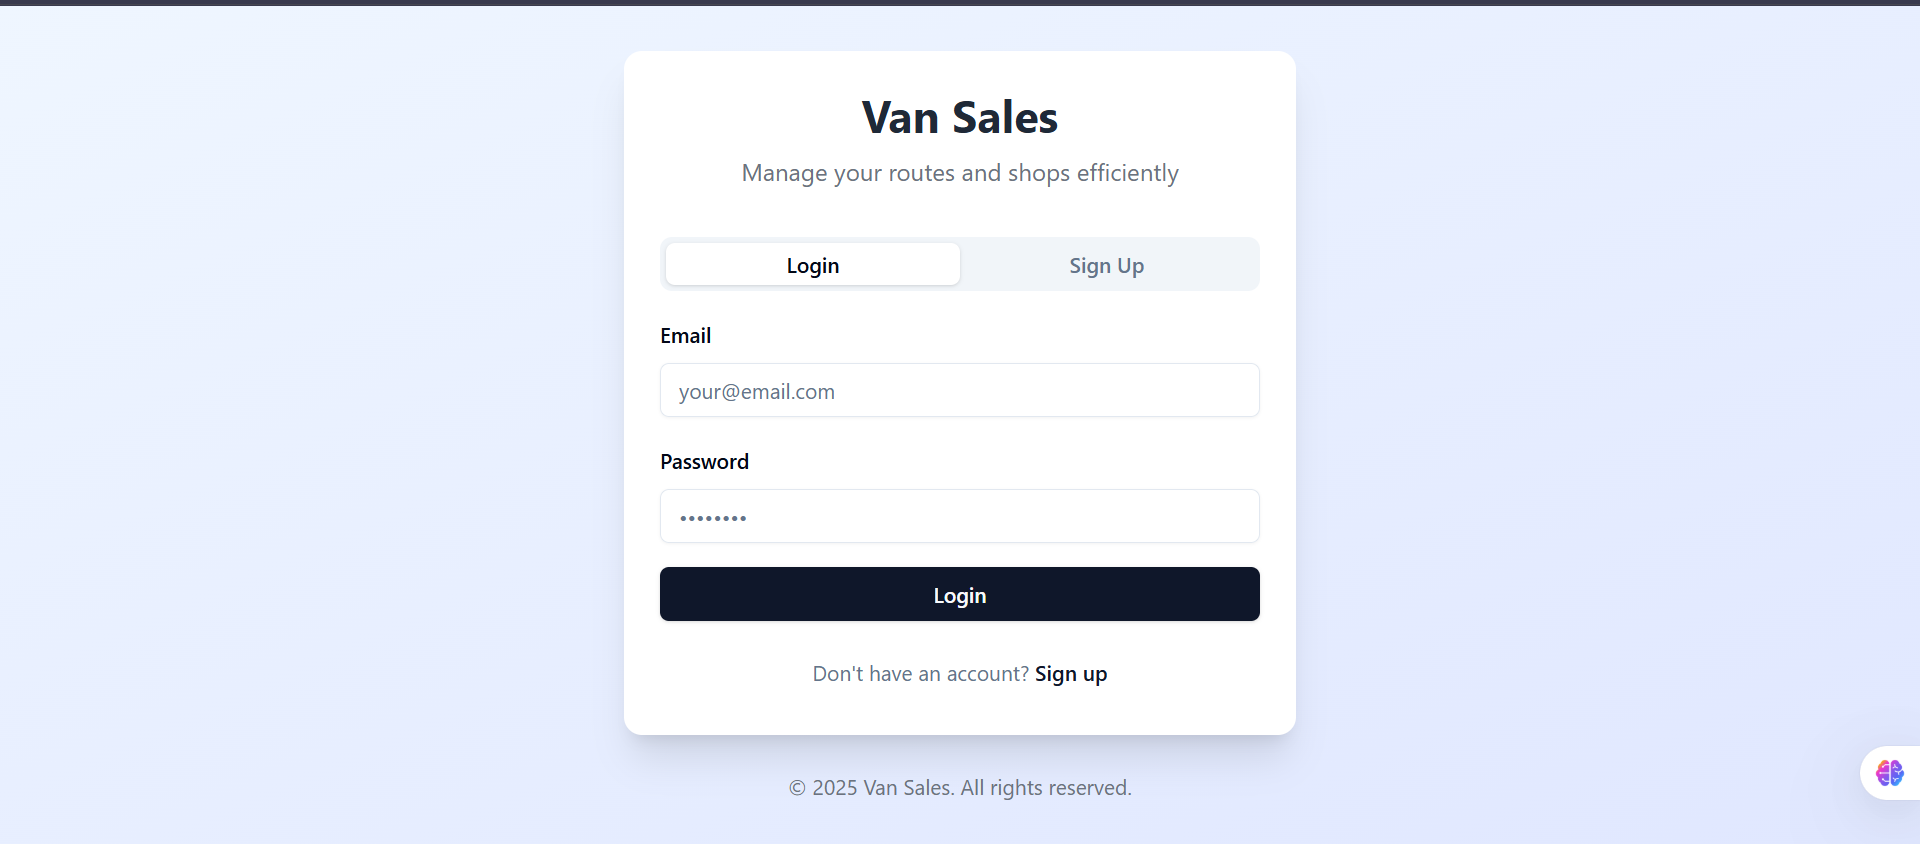 Van Sales
Manage your routes and shops efficiently
Login Sign Up
Email
your@email.com
Password
••••••••
Login
Don't have an account? Sign up
© 2025 Van Sales. All rights reserved.